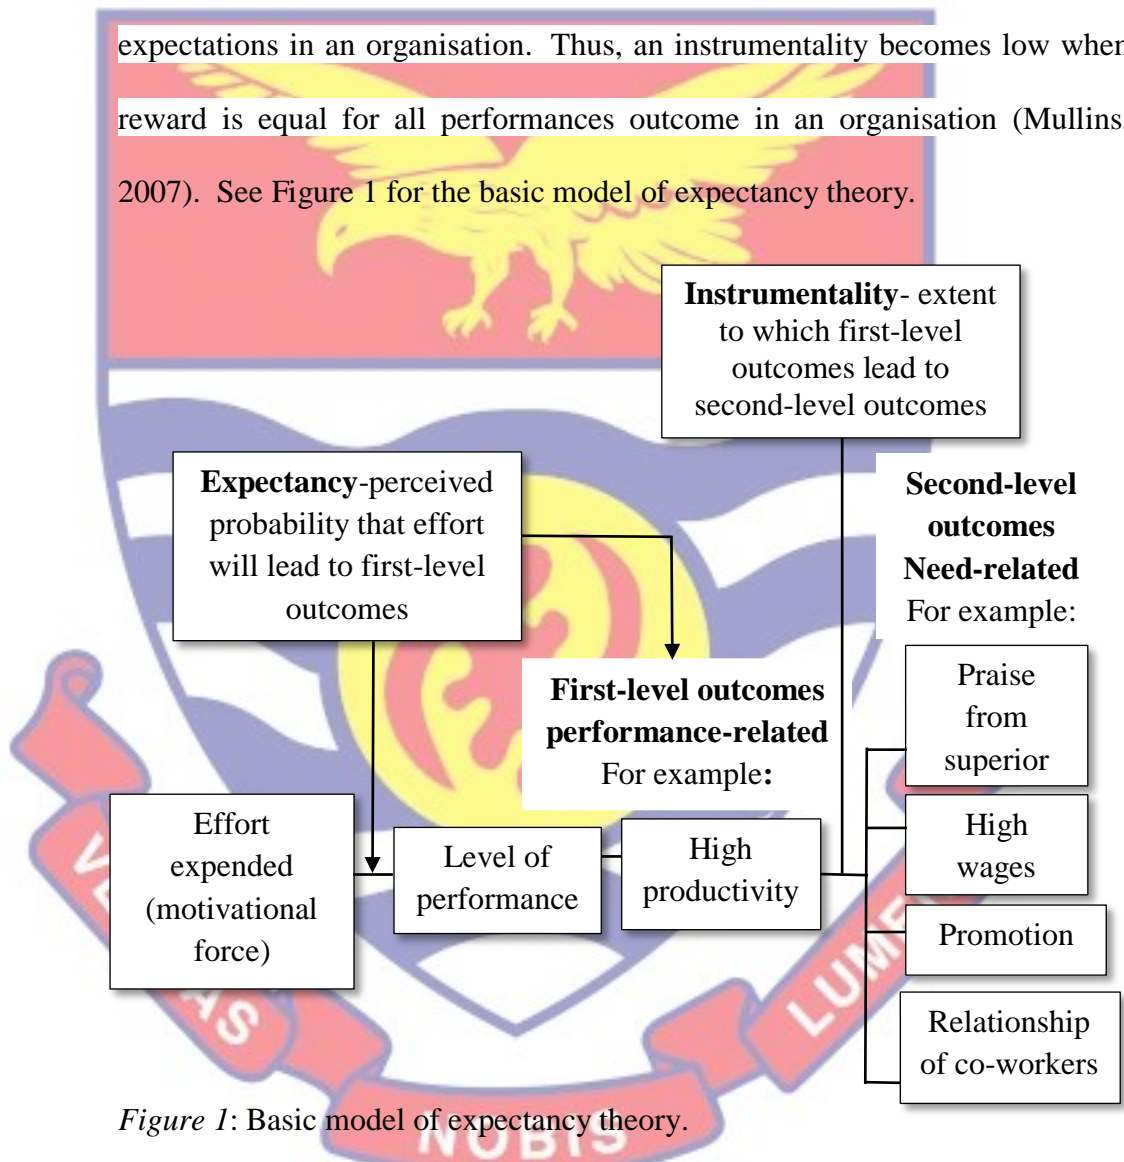 expectations in an organisation. Thus, an instrumentality becomes low when
reward is equal for all performances outcome in an organisation (Mullins,
2007). See Figure 1 for the basic model of expectancy theory.
Instrumentality- extent
to which first-level
outcomes lead to
second-level outcomes
Expectancy-perceived
probability that effort
will lead to first-level
outcomes
Second-level
outcomes
Need-related
For example:
First-level outcomes
performance-related
For example:
Praise
from
superior
Effort
expended
(motivational
force)
Level of
performance
High
productivity
High
wages
Promotion
Relationship
of co-workers
Figure 1: Basic model of expectancy theory.
NOBIS